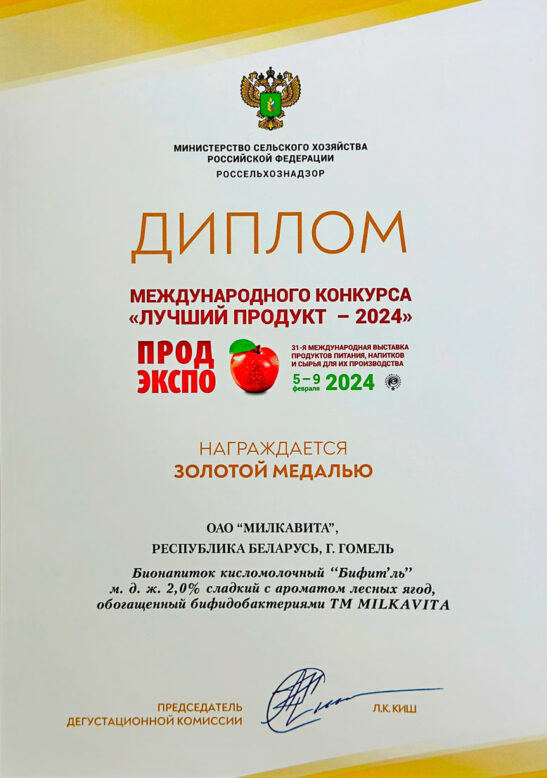 МИНИСТЕРСТВО СЕЛЬСКОГО ХОЗЯЙСТВА
РОССИЙСКОЙ ФЕДЕРАЦИИ
РОССЕЛЬХОЗНАДЗОР
ДИПЛОМ
МЕЖДУНАРОДНОГО КОНКУРСА
«ЛУЧШИЙ ПРОДУКТ – 2024»
ПРОД
ЭКСПО
31-Я МЕЖДУНАРОДНАЯ ВЫСТАВКА
ПРОДУКТОВ ПИТАНИЯ, НАПИТКОВ
И СЫРЬЯ ДЛЯ ИХ ПРОИЗВОДСТВА
5–9
февраля
2024
НАГРАЖДАЕТСЯ
ЗОЛОТОЙ МЕДАЛЬЮ
ОАО "МИЛКАВИТА",
РЕСПУБЛИКА БЕЛАРУСЬ, Г. ГОМЕЛЬ
Бионапиток кисломолочный "Бифит'ль"
м. д. ж. 2,0% сладкий с ароматом лесных ягод,
обогащенный бифидобактериями ТМ MILKAVITA
ПРЕДСЕДАТЕЛЬ
ДЕГУСТАЦИОННОЙ КОМИССИИ
Л.К. КИШ